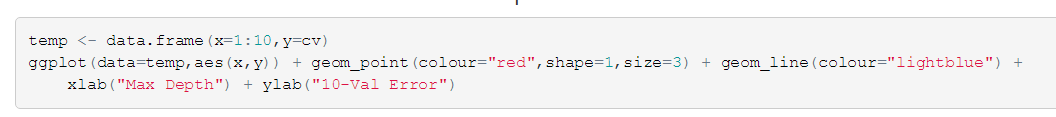 temp <- data.frame(x=1:10,y=cv)
ggplot(data=temp,aes(x,y)) + geom_point(colour="red",shape=1,size=3) + geom_line(colour="lightblue") +
    xlab("Max Depth") + ylab("10-Val Error")